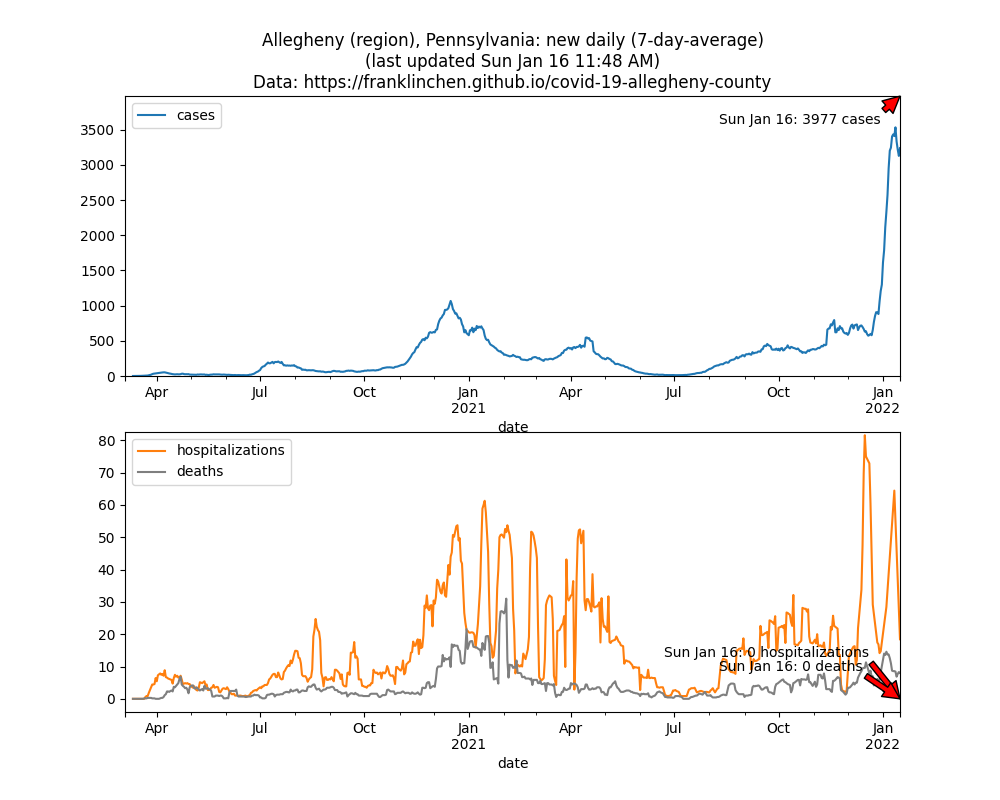 Allegheny (region), Pennsylvania: new daily (7-day-average)
(last updated Sun Jan 16 11:48 AM)
Data: https://franklinchen.github.io/covid-19-allegheny-county
cases
Sun Jan 16: 3977 cases
3500
3000
2500
2000
1500
1000
500
0
Apr
Jul
Oct
Jan
2021
Apr
Jul
Oct
Jan
2022
date
hospitalizations
deaths
80
70
60
50
40
30
20
10
0
Sun Jan 16: 0 hospitalizations
Sun Jan 16: 0 deaths
Apr
Jul
Oct
Jan
2021
Apr
Jul
Oct
Jan
2022
date